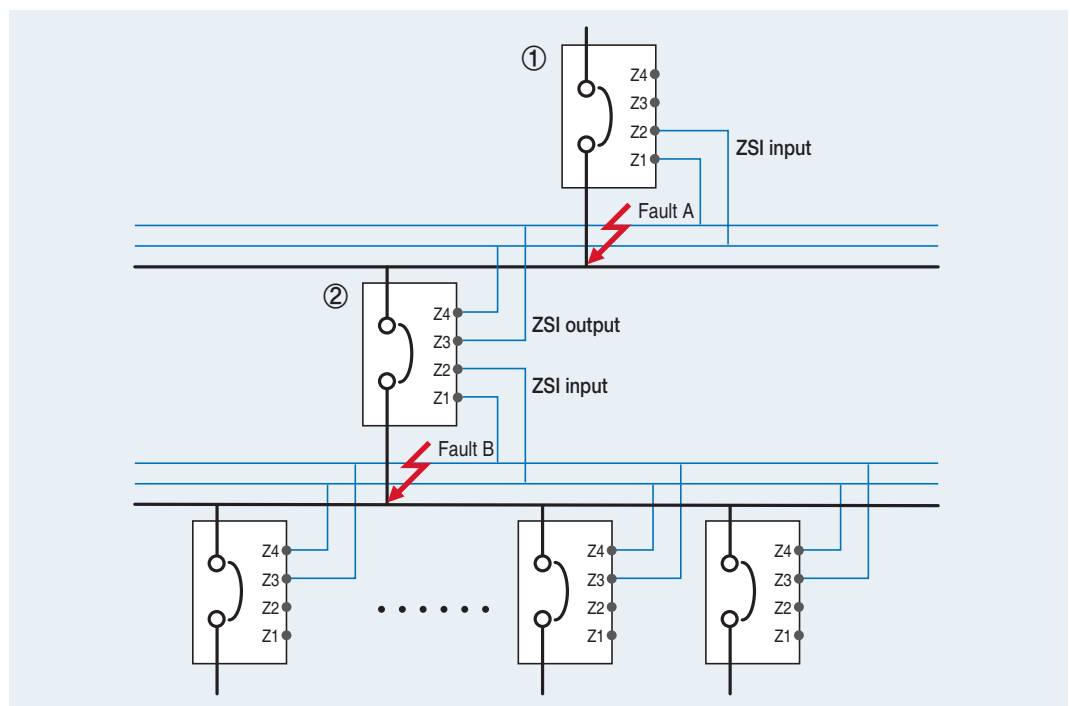 ①
Z4
Z3
Z2
Z1
ZSI input
Fault A
②
Z4
Z3
Z2
Z1
ZSI output
ZSI input
Fault B
Z4
Z3
Z2
Z1
Z4
Z3
Z2
Z1
Z4
Z3
Z2
Z1